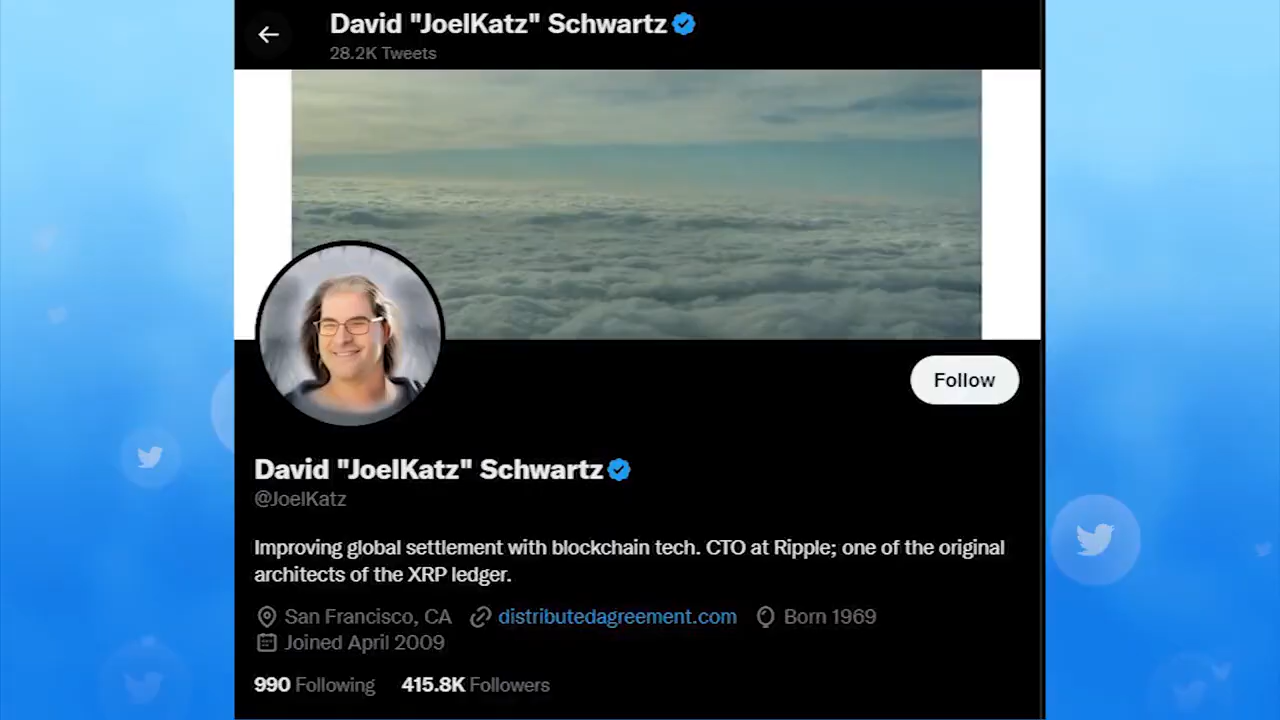 David "JoelKatz" Schwartz
28.2K Tweets
Follow
David "JoelKatz" Schwartz
@JoelKatz
Improving global settlement with blockchain tech. CTO at Ripple; one of the original
architects of the XRP ledger.
San Francisco, CA distributedagreement.com Born 1969
Joined April 2009
990 Following 415.8K Followers